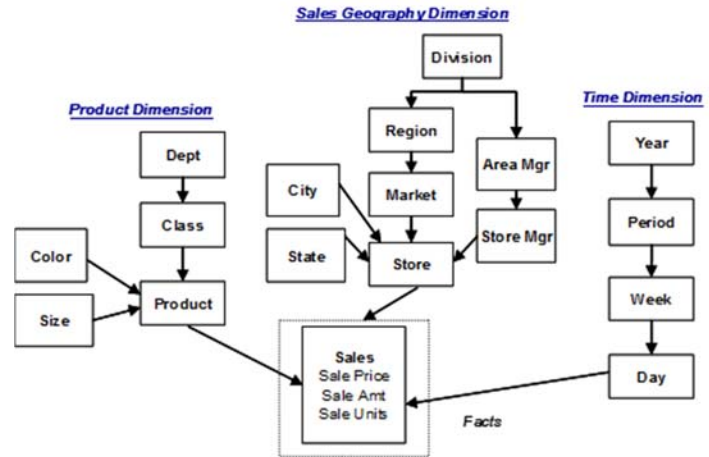 Sales Geography Dimension
Division
Product Dimension
Time Dimension
Region
Year
Dept
Area Mgr
City
Market
Class
Period
Store Mgr
Color
State
Store
Product
Week
Size
Sales
Sale Price
Sale Amt
Sale Units
Day
Facts